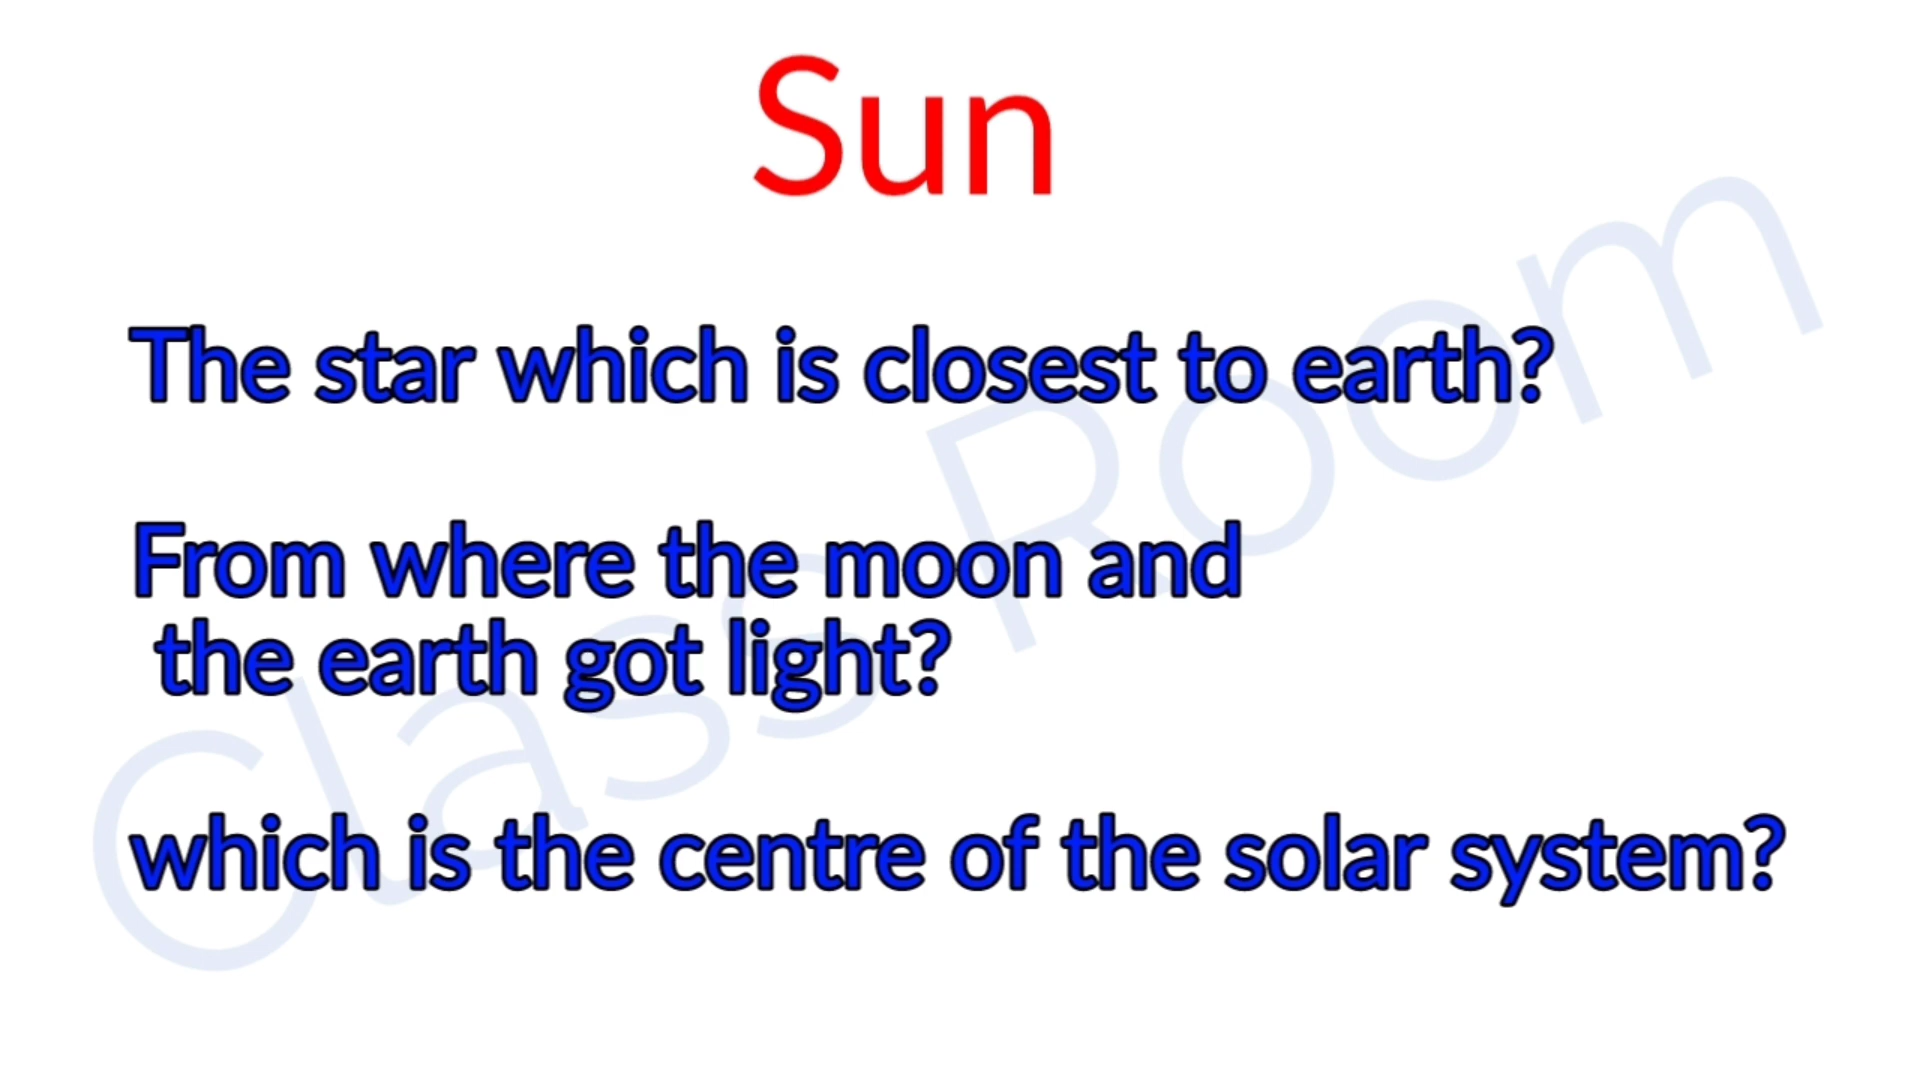 Sun
The star which is closest to earth?
From where the moon and
the earth got light?
which is the centre of the solar system?
Class Room